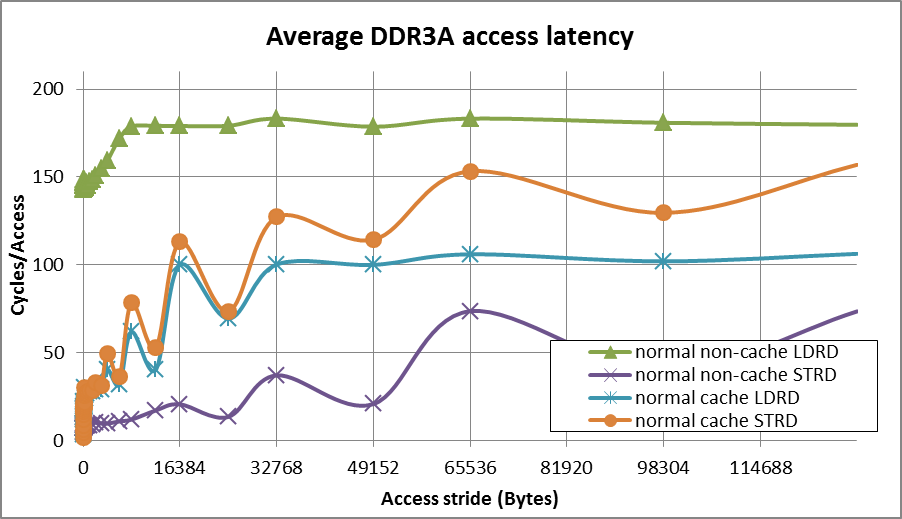 Average DDR3A access latency
200
150
100
50
0
Cycles/Access
normal non-cache LDRD
normal non-cache STRD
normal cache LDRD
normal cache STRD
0 16384 32768 49152 65536 81920 98304 114688
Access stride (Bytes)